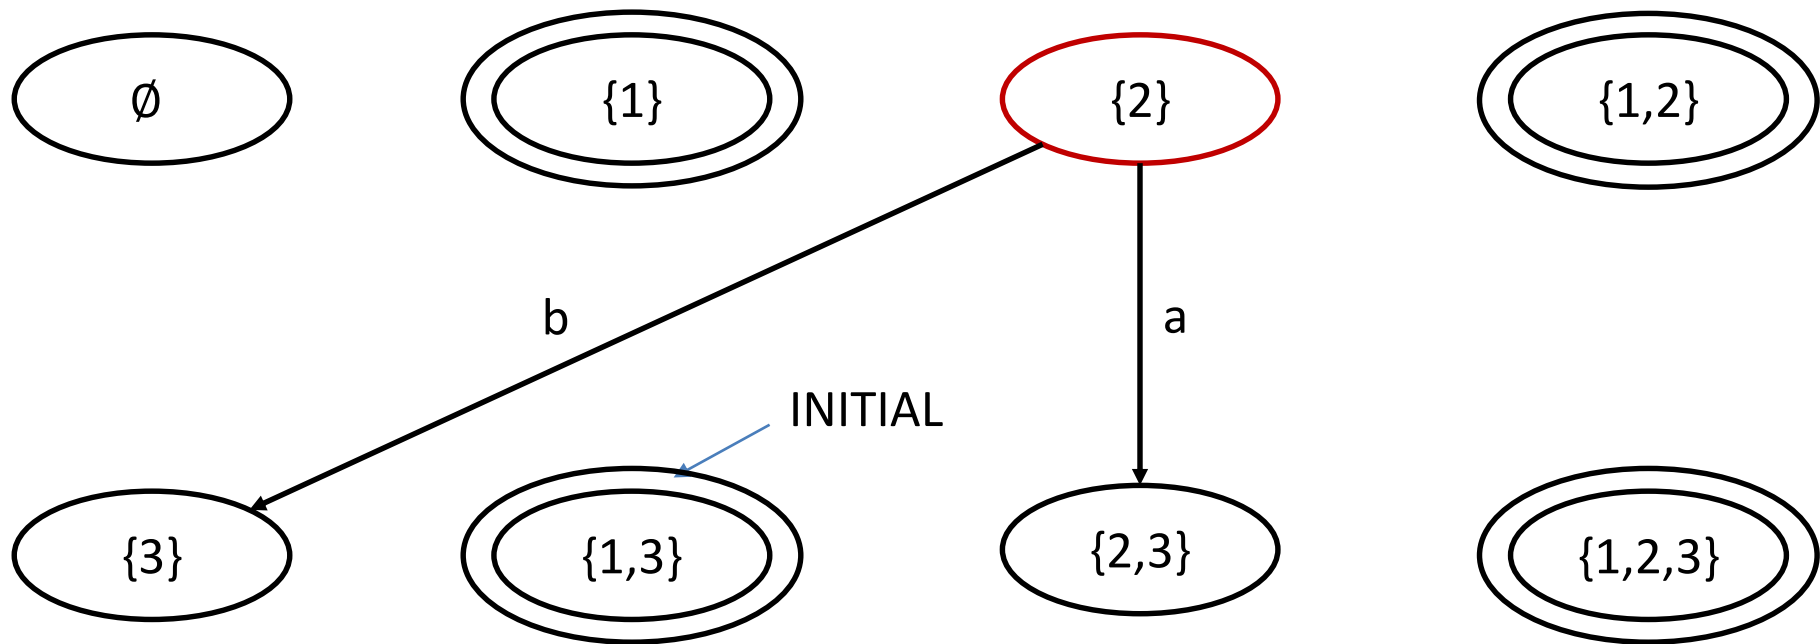 ∅ {1} {2} {1,2}
b a
INITIAL
{3} {1,3} {2,3} {1,2,3}